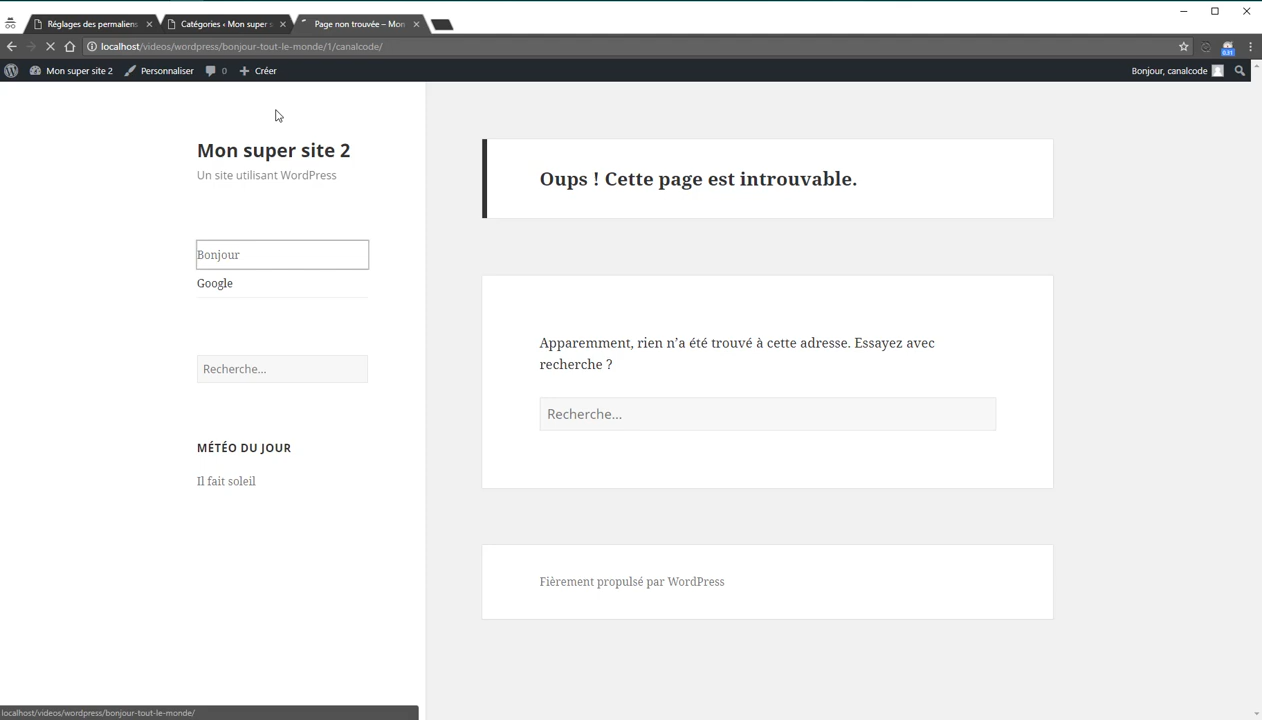 Réglages des permalien
Catégories ‹ Mon super s
Page non trouvée – Mon
localhost/videos/wordpress/bonjour-tout-le-monde/1/canalcode/
0.31
Mon super site 2
Personnaliser
0
Créer
Bonjour, canalcode
Mon super site 2
Un site utilisant WordPress
Bonjour
Google
Recherche…
MÉTÉO DU JOUR
Il fait soleil
Oups ! Cette page est introuvable.
Apparemment, rien n’a été trouvé à cette adresse. Essayez avec
recherche ?
Recherche…
Fièrement propulsé par WordPress
localhost/videos/wordpress/bonjour-tout-le-monde/